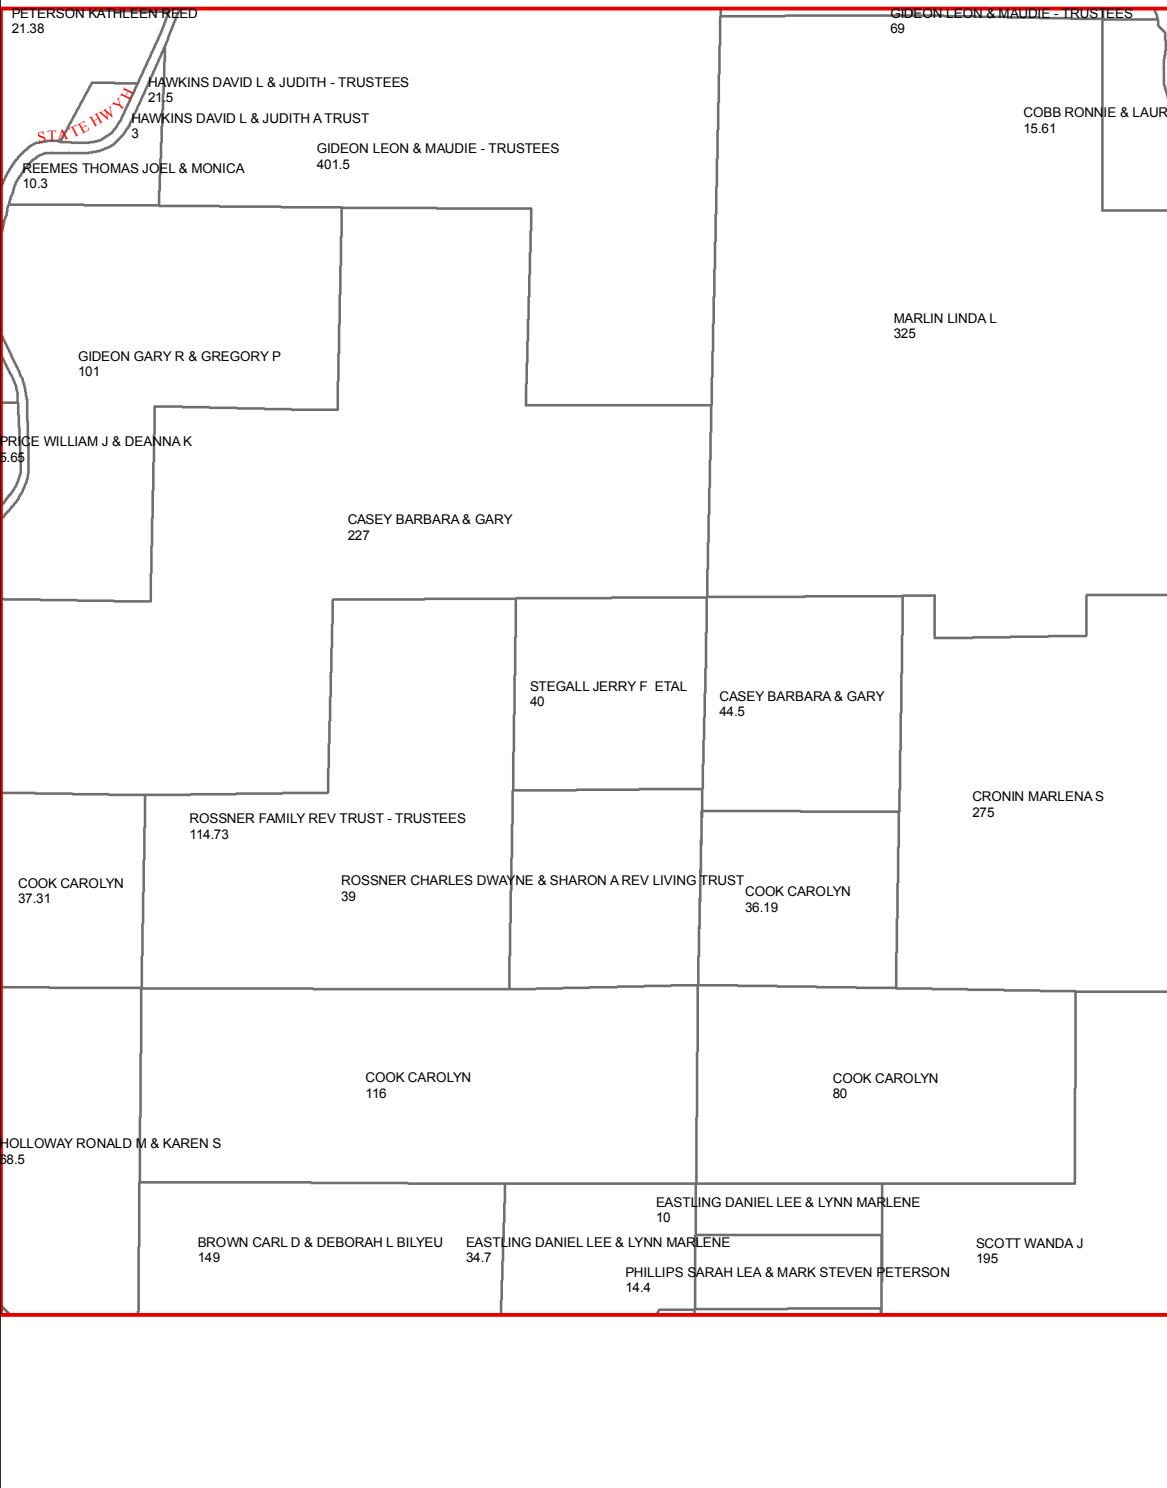 PETERSON KATHLEEN REED
21.38
GIDEON LEON & MAUDIE - TRUSTEES
69
HAWKINS DAVID L & JUDITH - TRUSTEES
21.5
STATE HWY H
HAWKINS DAVID L & JUDITH A TRUST
3
COBB RONNIE & LAUR
15.61
GIDEON LEON & MAUDIE - TRUSTEES
401.5
REEMES THOMAS JOEL & MONICA
10.3
MARLIN LINDA L
325
GIDEON GARY R & GREGORY P
101
PRICE WILLIAM J & DEANNA K
5.65
CASEY BARBARA & GARY
227
STEGALL JERRY F  ETAL
40
CASEY BARBARA & GARY
44.5
CRONIN MARLENA S
275
ROSSNER FAMILY REV TRUST - TRUSTEES
114.73
COOK CAROLYN
37.31
ROSSNER CHARLES DWAYNE & SHARON A REV LIVING TRUST
39
COOK CAROLYN
36.19
COOK CAROLYN
116
COOK CAROLYN
80
HOLLOWAY RONALD M & KAREN S
68.5
EASTLING DANIEL LEE & LYNN MARLENE
10
BROWN CARL D & DEBORAH L BILYEU
149
EASTLING DANIEL LEE & LYNN MARLENE
34.7
SCOTT WANDA J
195
PHILLIPS SARAH LEA & MARK STEVEN PETERSON
14.4